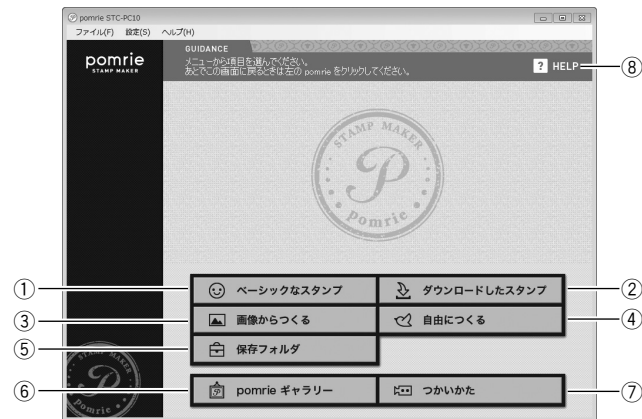 pomrie STC-PC10
ファイル(F) 設定(S) ヘルプ(H)
pomrie
STAMP MAKER
GUIDANCE
メニューから項目を選んでください。
あとでこの画面に戻るときは左の pomrie をクリックしてください。
? HELP
⑧
STAMP MAKER
P
pomrie
① ベーシックなスタンプ
ダウンロードしたスタンプ ②
③ 画像からつくる
自由につくる ④
⑤ 保存フォルダ
⑥ pomrie ギャラリー
つかいかた ⑦
STAMP MAKER
P
pomrie